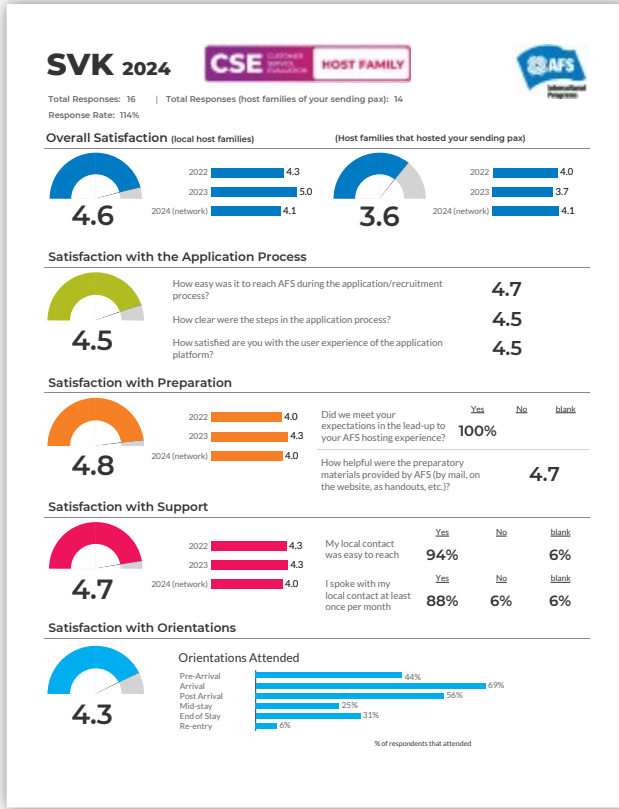 SVK 2024
CSE CUSTOMER SERVICE EVALUATION HOST FAMILY
AFS
International
Programs
Total Responses: 16 | Total Responses (host families of your sending pax): 14
Response Rate: 114%
Overall Satisfaction (local host families)
(Host families that hosted your sending pax)
4.6
2022 4.3
2023 5.0
2024 (network) 4.1
3.6
2022 4.0
2023 3.7
2024 (network) 4.1
Satisfaction with the Application Process
4.5
How easy was it to reach AFS during the application/recruitment
process?
4.7
How clear were the steps in the application process?
4.5
How satisfied are you with the user experience of the application
platform?
4.5
Satisfaction with Preparation
4.8
2022 4.0
2023 4.3
2024 (network) 4.0
Yes No blank
Did we meet your
expectations in the lead-up to
your AFS hosting experience?
100%
How helpful were the preparatory
materials provided by AFS (by mail, on
the website, as handouts, etc.)?
4.7
Satisfaction with Support
4.7
2022 4.3
2023 4.3
2024 (network) 4.0
Yes No blank
My local contact
was easy to reach
94% 6%
Yes No blank
I spoke with my
local contact at least
once per month
88% 6% 6%
Satisfaction with Orientations
4.3
Orientations Attended
Pre-Arrival 44%
Arrival 69%
Post Arrival 56%
Mid-stay 25%
End of Stay 31%
Re-entry 6%
% of respondents that attended